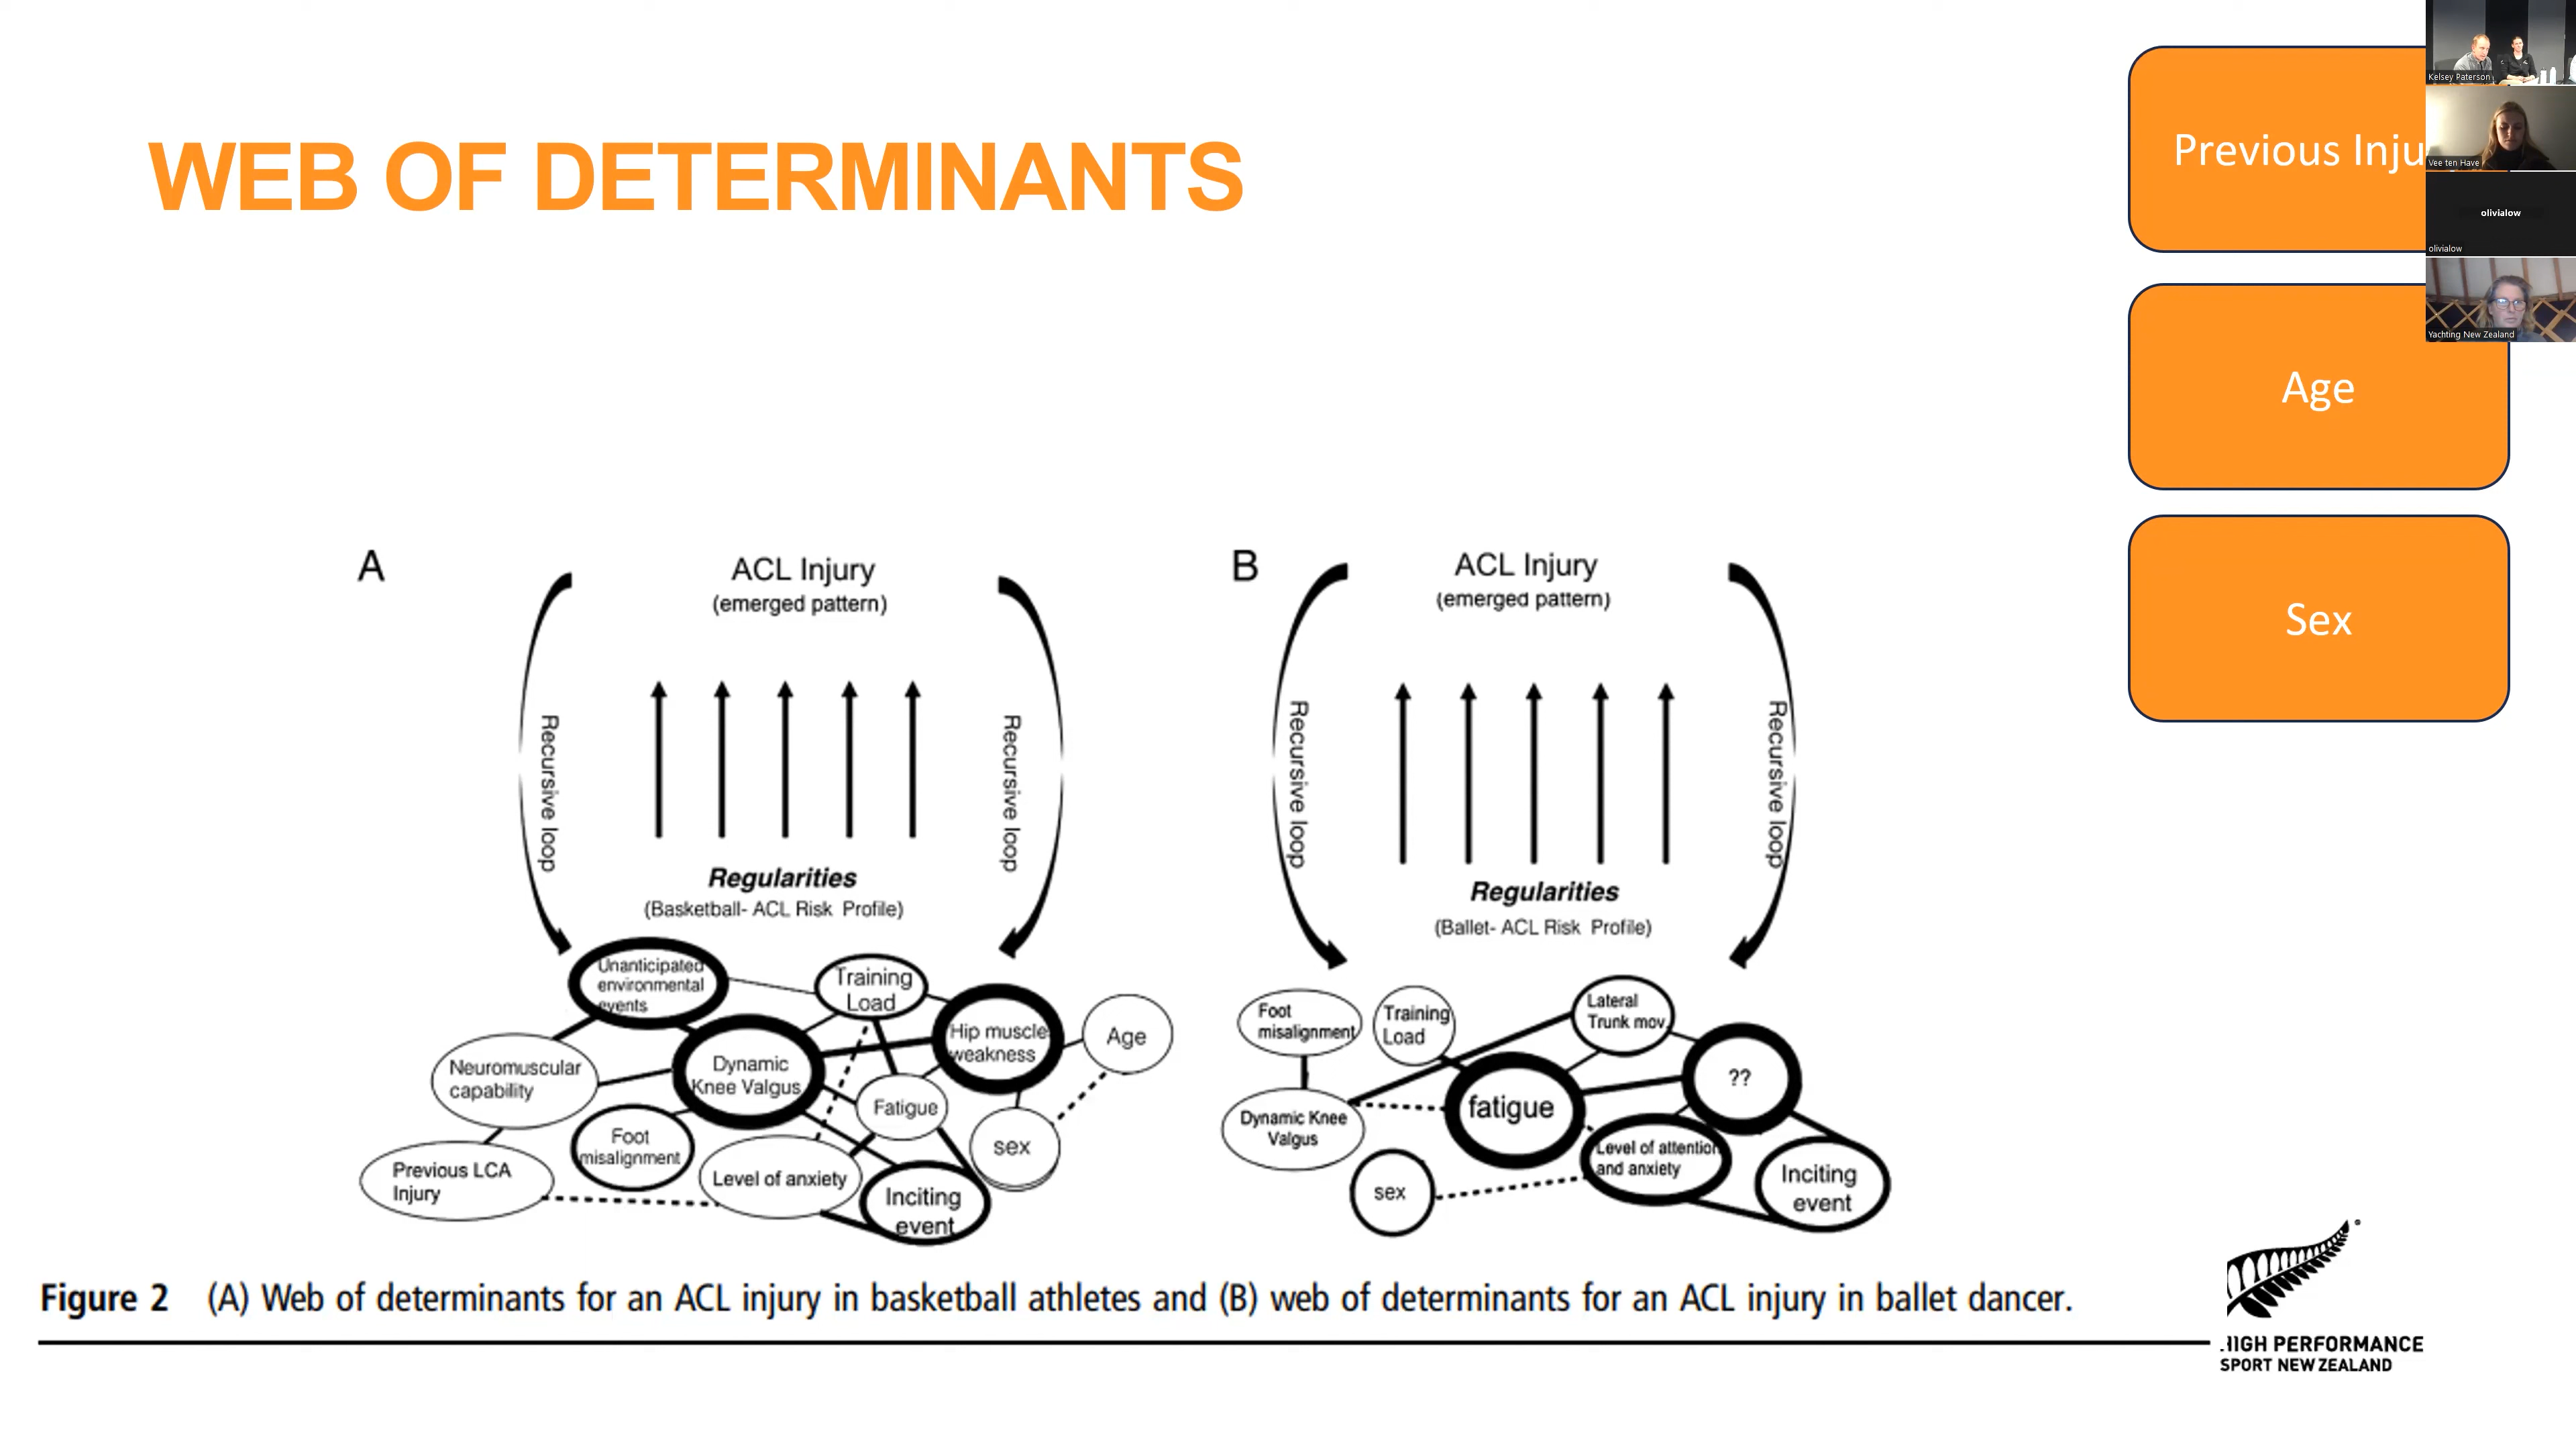 WEB OF DETERMINANTS
Previous Inju
Age
Sex
Kelsey Paterson
Vee ten Have
olivialow
olivialow
Yachting New Zealand
A
ACL Injury
(emerged pattern)
Recursive loop
Recursive loop
Regularities
(Basketball- ACL Risk Profile)
Unanticipated
environmental
events
Training
Load
Hip muscle
weakness
Age
Neuromuscular
capability
Dynamic
Knee Valgus
Fatigue
Foot
misalignment
sex
Previous LCA
Injury
Level of anxiety
Inciting
event
B
ACL Injury
(emerged pattern)
Recursive loop
Recursive loop
Regularities
(Ballet- ACL Risk Profile)
Foot
misalignment
Training
Load
Lateral
Trunk mov.
??
Dynamic Knee
Valgus
fatigue
Level of attention
and anxiety
sex
Inciting
event
Figure 2 (A) Web of determinants for an ACL injury in basketball athletes and (B) web of determinants for an ACL injury in ballet dancer.
HIGH PERFORMANCE
SPORT NEW ZEALAND